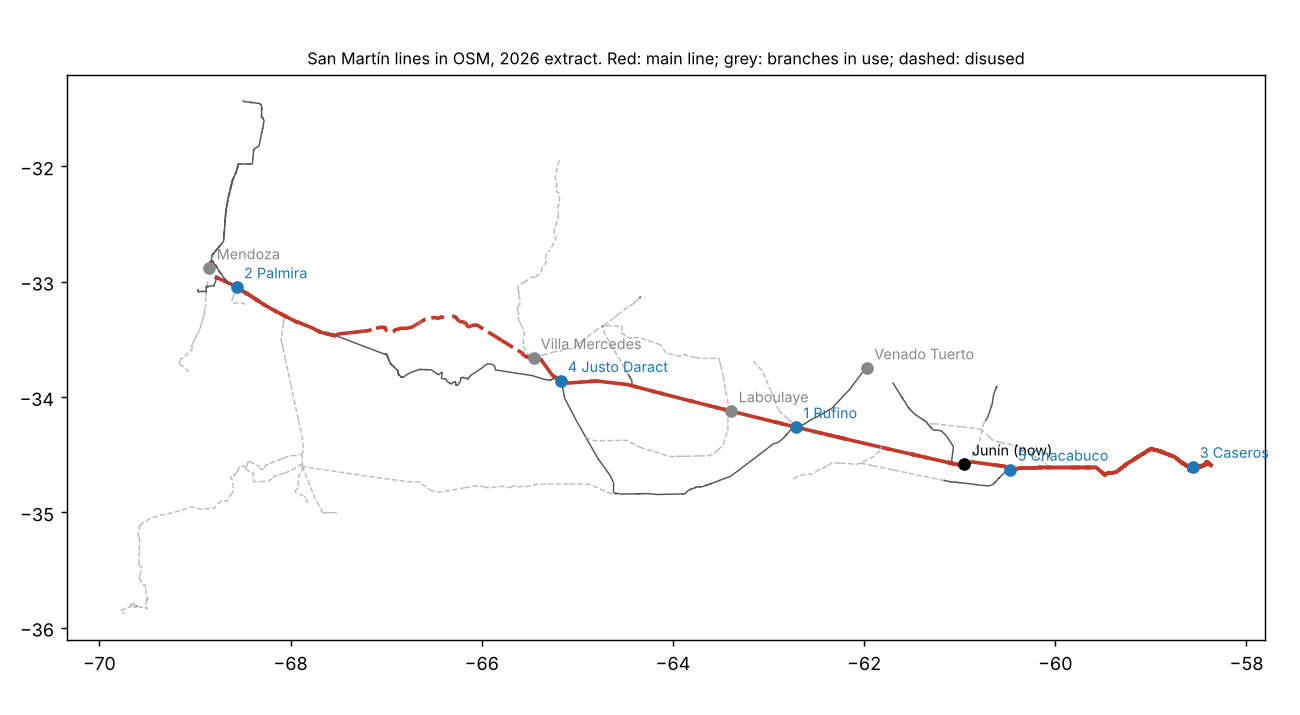 San Martín lines in OSM, 2026 extract. Red: main line; grey: branches in use; dashed: disused
−32
−33
−34
−35
−36
Mendoza
2 Palmira
Villa Mercedes
4 Justo Daract
Venado Tuerto
Laboulaye
1 Rufino
Junín (now)
5 Chacabuco
3 Caseros
−70
−68
−66
−64
−62
−60
−58